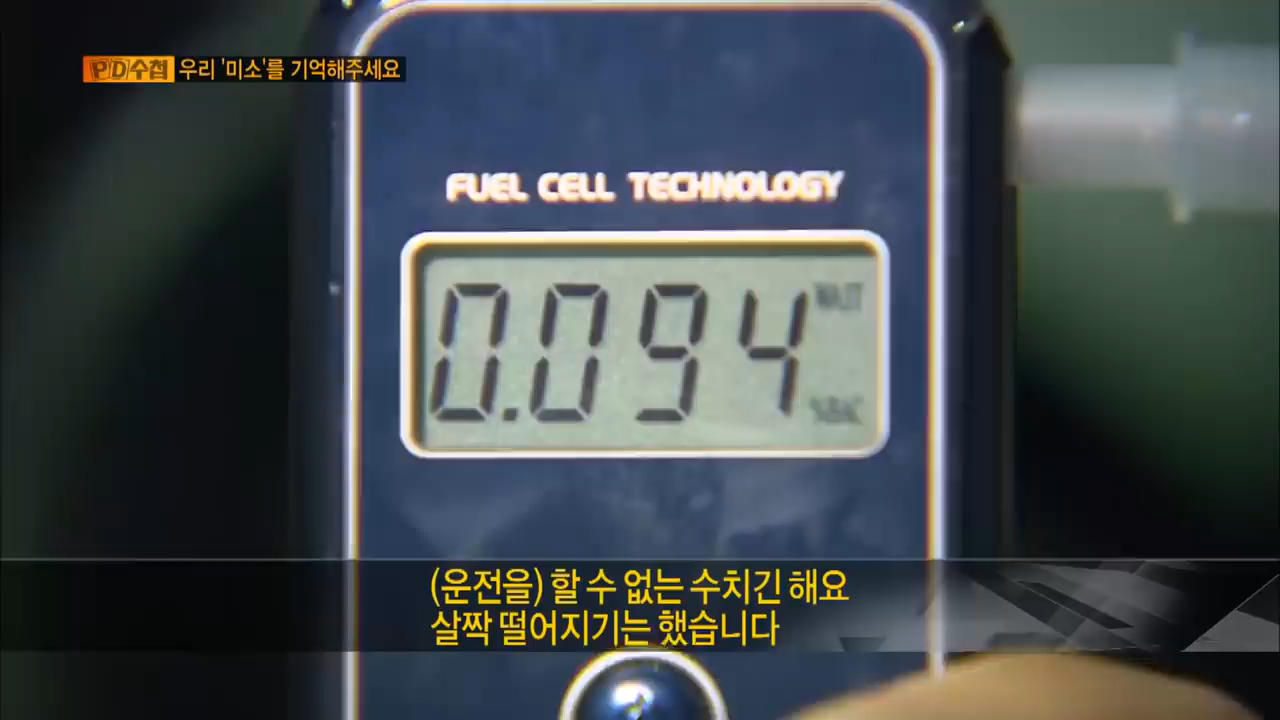 PD수첩 우리 '미소'를 기억해주세요
FUEL CELL TECHNOLOGY
WAIT
0.094
%BAC
(운전을) 할 수 없는 수치긴 해요
살짝 떨어지기는 했습니다